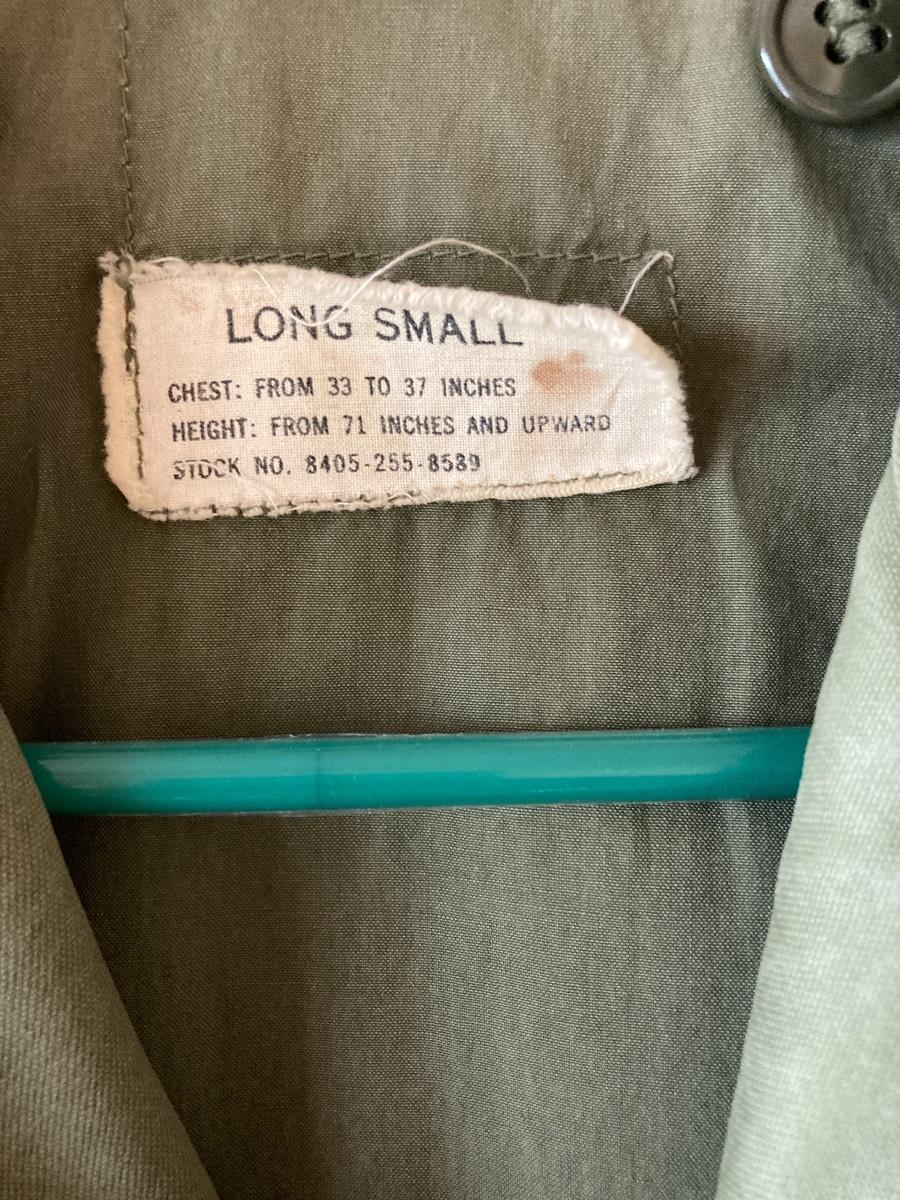 LONG SMALL
CHEST: FROM 33 TO 37 INCHES
HEIGHT: FROM 71 INCHES AND UPWARD
STOCK NO. 8405-255-8589